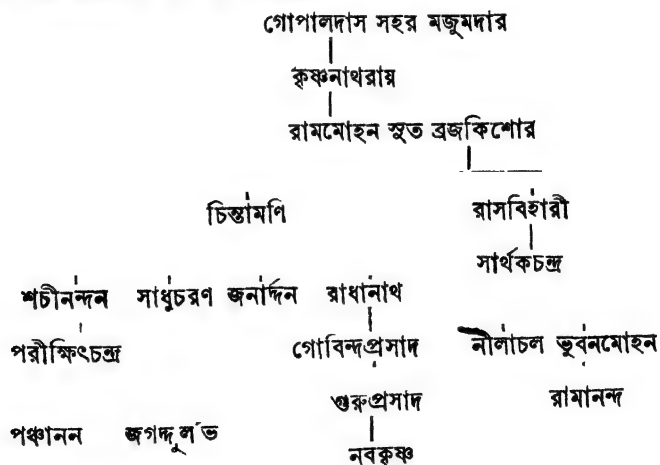 গোপালদাস সহর মজুমদার
কৃষ্ণনাথরায়
রামমোহন সুত ব্রজকিশোর
চিন্তামণি রাসবিহারী
সার্থকচন্দ্র
শচীনন্দন সাধুচরণ জনার্দ্দন রাধানাথ
পরীক্ষিৎচন্দ্র গোবিন্দপ্রসাদ নীলাচল ভুবনমোহন
গুরুপ্রসাদ রামানন্দ
পঞ্চানন জগদ্দুর্লভ
নবকৃষ্ণ